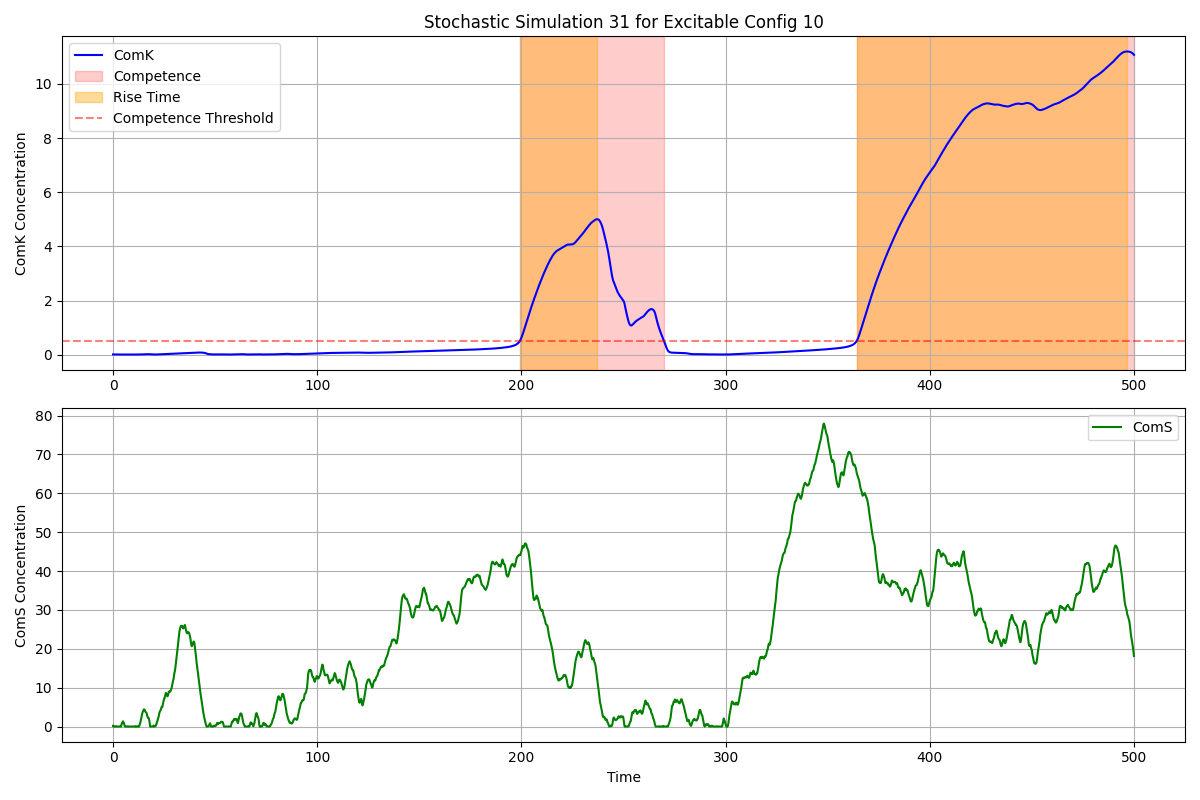 Stochastic Simulation 31 for Excitable Config 10
ComK
Competence
Rise Time
Competence Threshold
ComK Concentration
10
8
6
4
2
0
0 100 200 300 400 500
ComS
ComS Concentration
80
70
60
50
40
30
20
10
0
0 100 200 300 400 500
Time